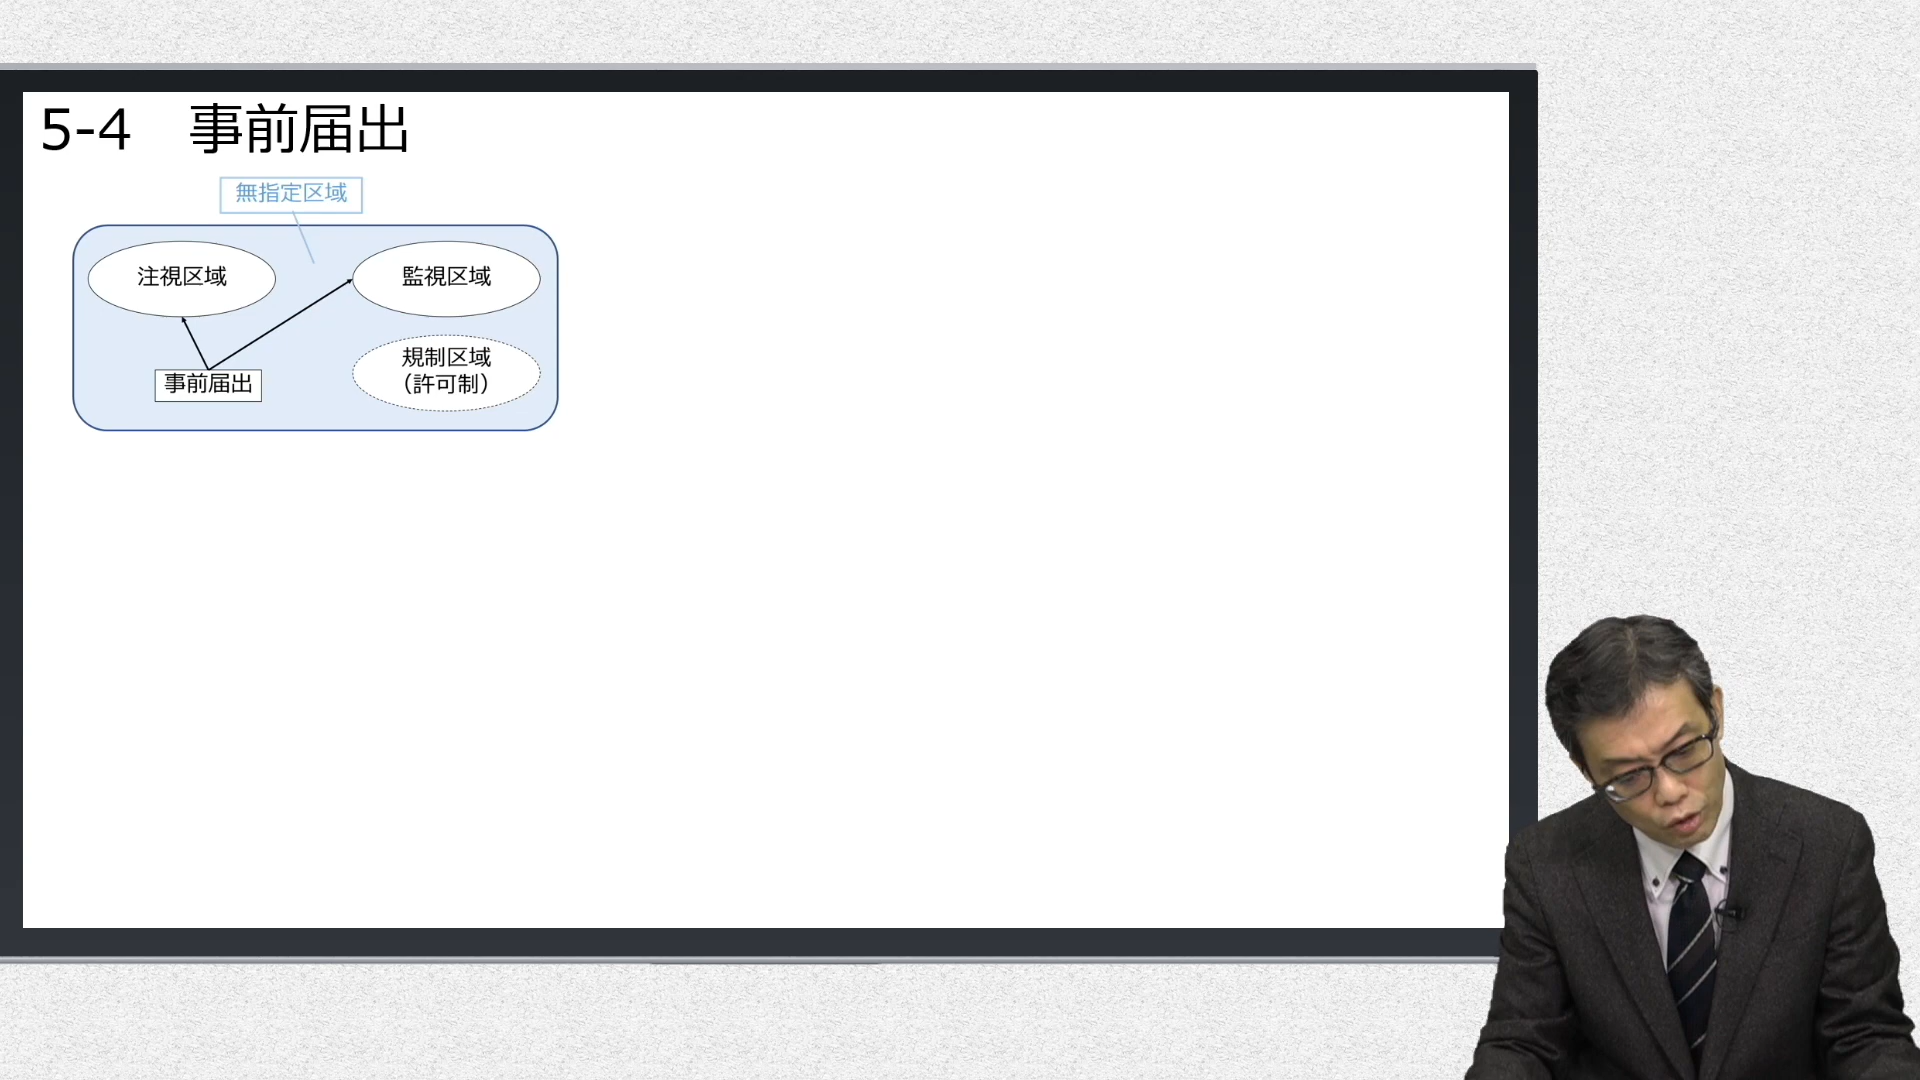 5-4　事前届出
無指定区域
注視区域
監視区域
規制区域
（許可制）
事前届出